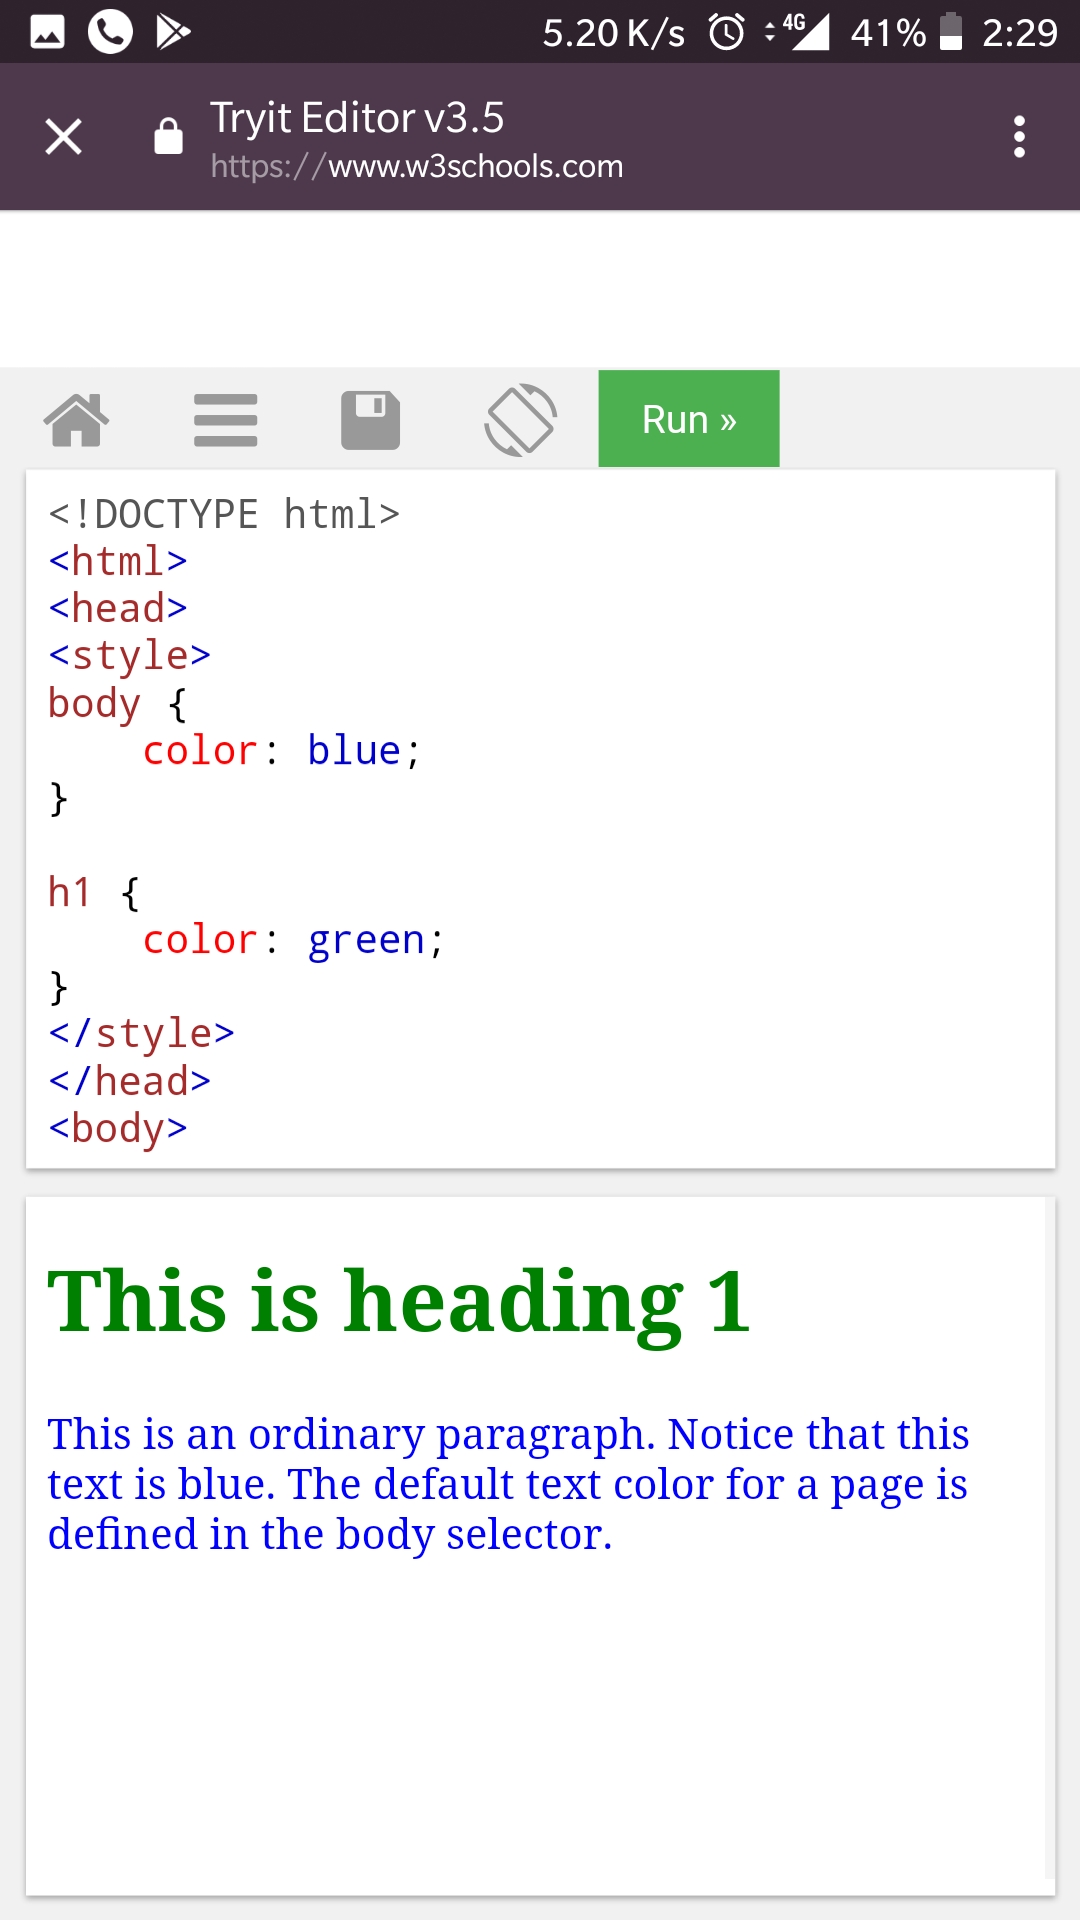 5.20 K/s 4G 41% 2:29
Tryit Editor v3.5
https://www.w3schools.com
Run »
<!DOCTYPE html>
<html>
<head>
<style>
body {
    color: blue;
}

h1 {
    color: green;
}
</style>
</head>
<body>
This is heading 1
This is an ordinary paragraph. Notice that this
text is blue. The default text color for a page is
defined in the body selector.